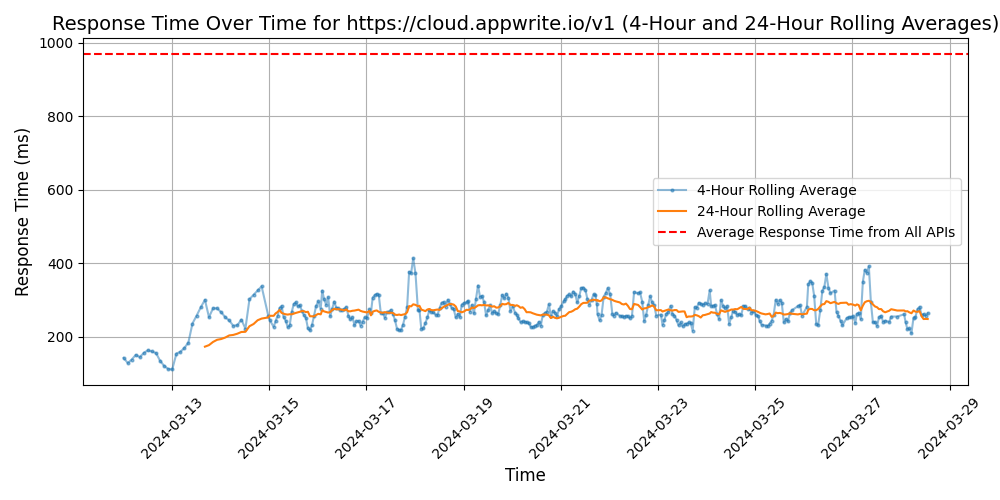 Response Time Over Time for https://cloud.appwrite.io/v1 (4-Hour and 24-Hour Rolling Averages)
Response Time (ms)
1000
800
600
400
200
4-Hour Rolling Average
24-Hour Rolling Average
Average Response Time from All APIs
2024-03-13
2024-03-15
2024-03-17
2024-03-19
2024-03-21
2024-03-23
2024-03-25
2024-03-27
2024-03-29
Time